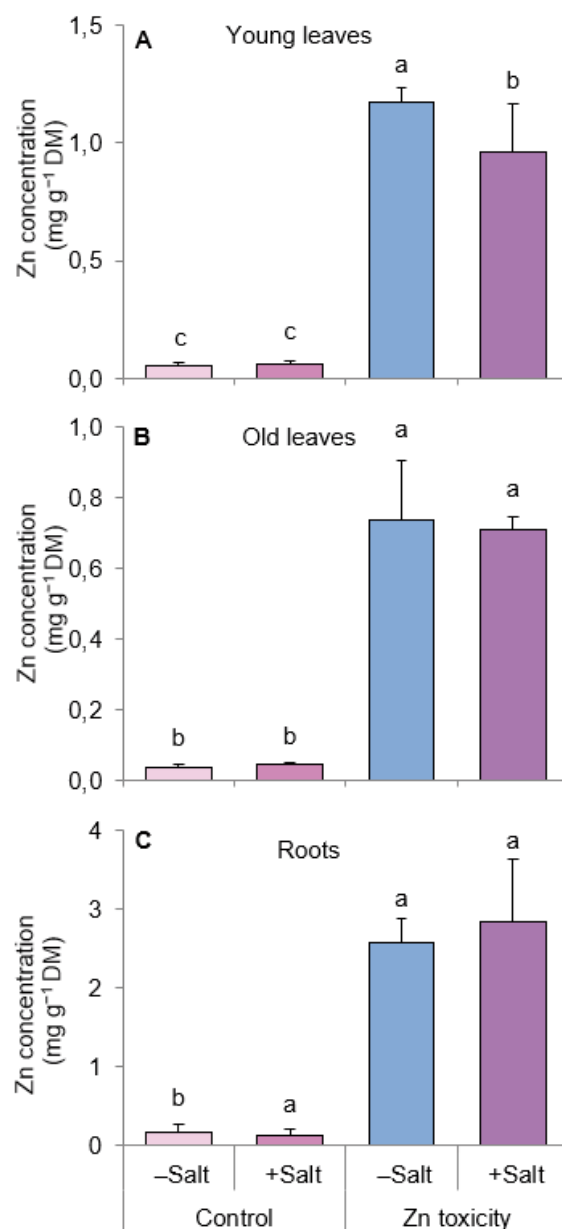 A Young leaves
Zn concentration
(mg g⁻¹ DM)
1,5
1,0
0,5
0,0
c
c
a
b
B Old leaves
Zn concentration
(mg g⁻¹ DM)
1,0
0,8
0,6
0,4
0,2
0,0
b
b
a
a
C Roots
Zn concentration
(mg g⁻¹ DM)
4
3
2
1
0
b
a
a
a
–Salt +Salt –Salt +Salt
Control Zn toxicity